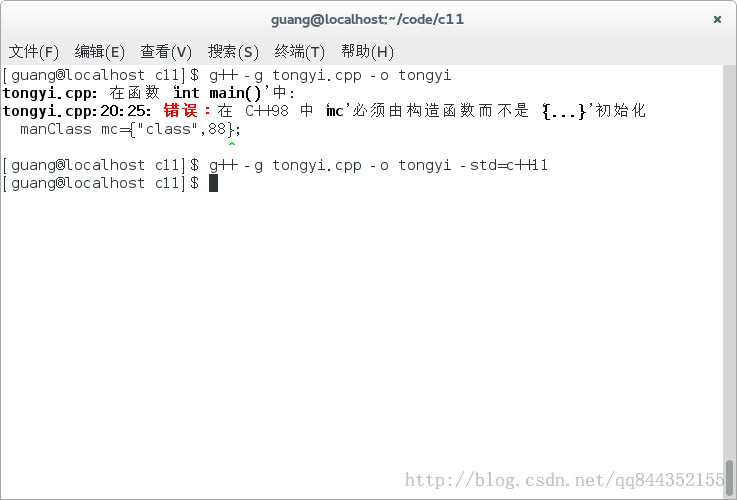 guang@localhost:~/code/c11 ×
文件(F) 编辑(E) 查看(V) 搜索(S) 终端(T) 帮助(H)
[guang@localhost c11]$ g++ -g tongyi.cpp -o tongyi
tongyi.cpp: 在函数‘int main()’中:
tongyi.cpp:20:25: 错误：在 C++98 中‘mc’必须由构造函数而不是‘{...}’初始化
manClass mc={"class",88};
^
[guang@localhost c11]$ g++ -g tongyi.cpp -o tongyi -std=c++11
[guang@localhost c11]$
http://blog.csdn.net/qq844352155